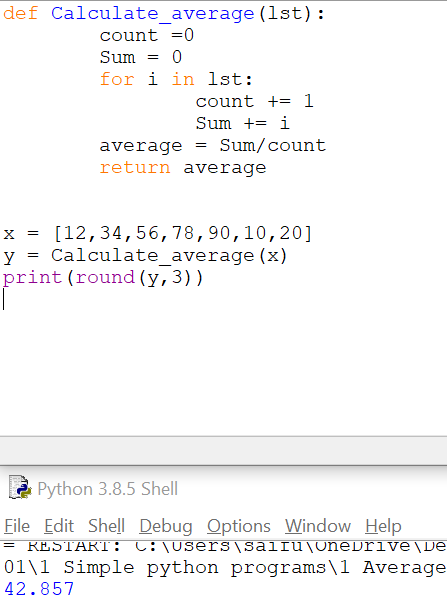 def Calculate_average(lst):
        count =0
        Sum = 0
        for i in lst:
                count += 1
                Sum += i
        average = Sum/count
        return average
x = [12,34,56,78,90,10,20]
y = Calculate_average(x)
print(round(y,3))
Python 3.8.5 Shell
File Edit Shell Debug Options Window Help
= RESTART: C:\Users\saifu\OneDrive\De
01\1 Simple python programs\1 Average
42.857